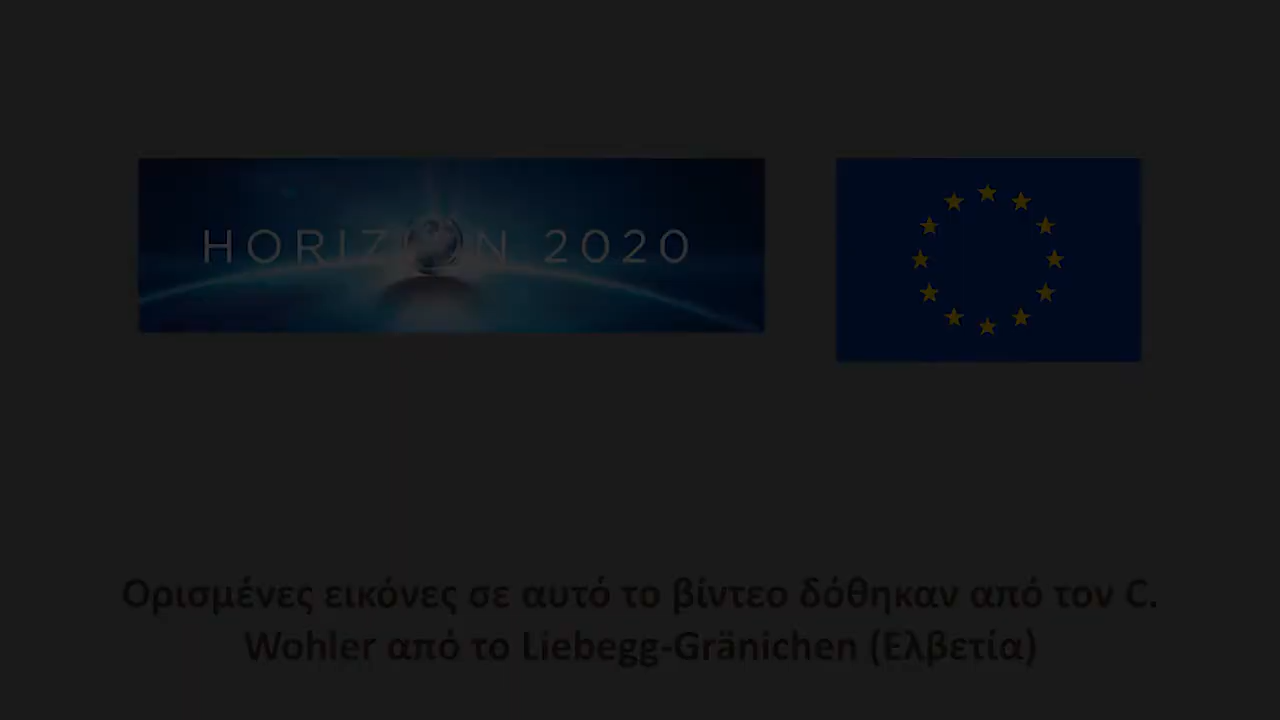 HORIZON 2020
Ορισμένες εικόνες σε αυτό το βίντεο δόθηκαν από τον C.
Wohler από το Liebegg-Gränichen (Ελβετία)